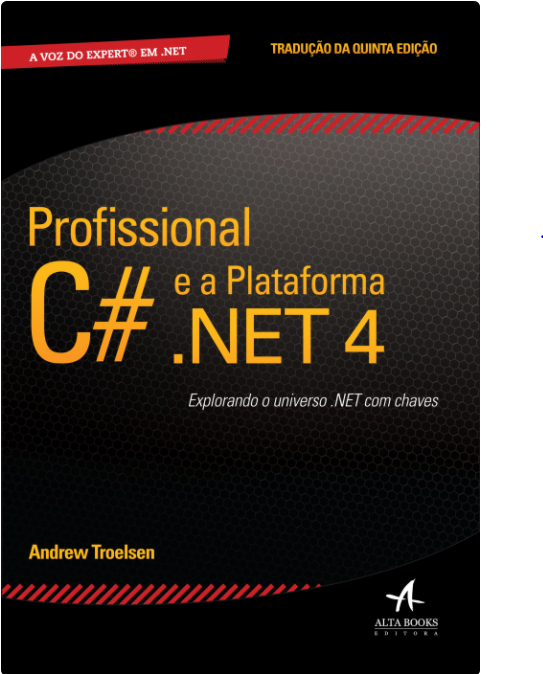 A VOZ DO EXPERT® EM .NET
TRADUÇÃO DA QUINTA EDIÇÃO
Profissional
C# e a Plataforma
.NET 4
Explorando o universo .NET com chaves
Andrew Troelsen
ALTA BOOKS
EDITORA